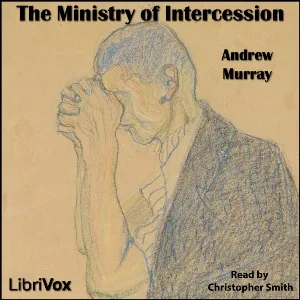 The Ministry of Intercession
Andrew
Murray
LibriVox
Read by
Christopher Smith